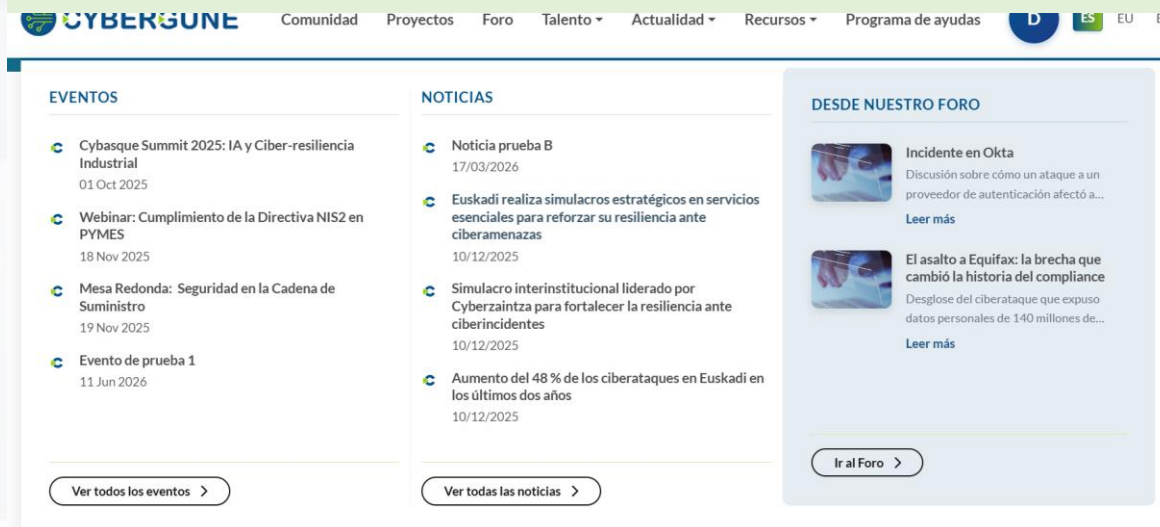 CYBERGUNE
Comunidad
Proyectos
Foro
Talento
Actualidad
Recursos
Programa de ayudas
D
ES
EU
EVENTOS
Cybasque Summit 2025: IA y Ciber-resiliencia
Industrial
01 Oct 2025
Webinar: Cumplimiento de la Directiva NIS2 en
PYMES
18 Nov 2025
Mesa Redonda: Seguridad en la Cadena de
Suministro
19 Nov 2025
Evento de prueba 1
11 Jun 2026
Ver todos los eventos
NOTICIAS
Noticia prueba B
17/03/2026
Euskadi realiza simulacros estratégicos en servicios
esenciales para reforzar su resiliencia ante
ciberamenazas
10/12/2025
Simulacro interinstitucional liderado por
Cyberzaintza para fortalecer la resiliencia ante
ciberincidentes
10/12/2025
Aumento del 48 % de los ciberataques en Euskadi en
los últimos dos años
10/12/2025
Ver todas las noticias
DESDE NUESTRO FORO
Incidente en Okta
Discusión sobre cómo un ataque a un
proveedor de autenticación afectó a...
Leer más
El asalto a Equifax: la brecha que
cambió la historia del compliance
Desglose del ciberataque que expuso
datos personales de 140 millones de...
Leer más
Ir al Foro